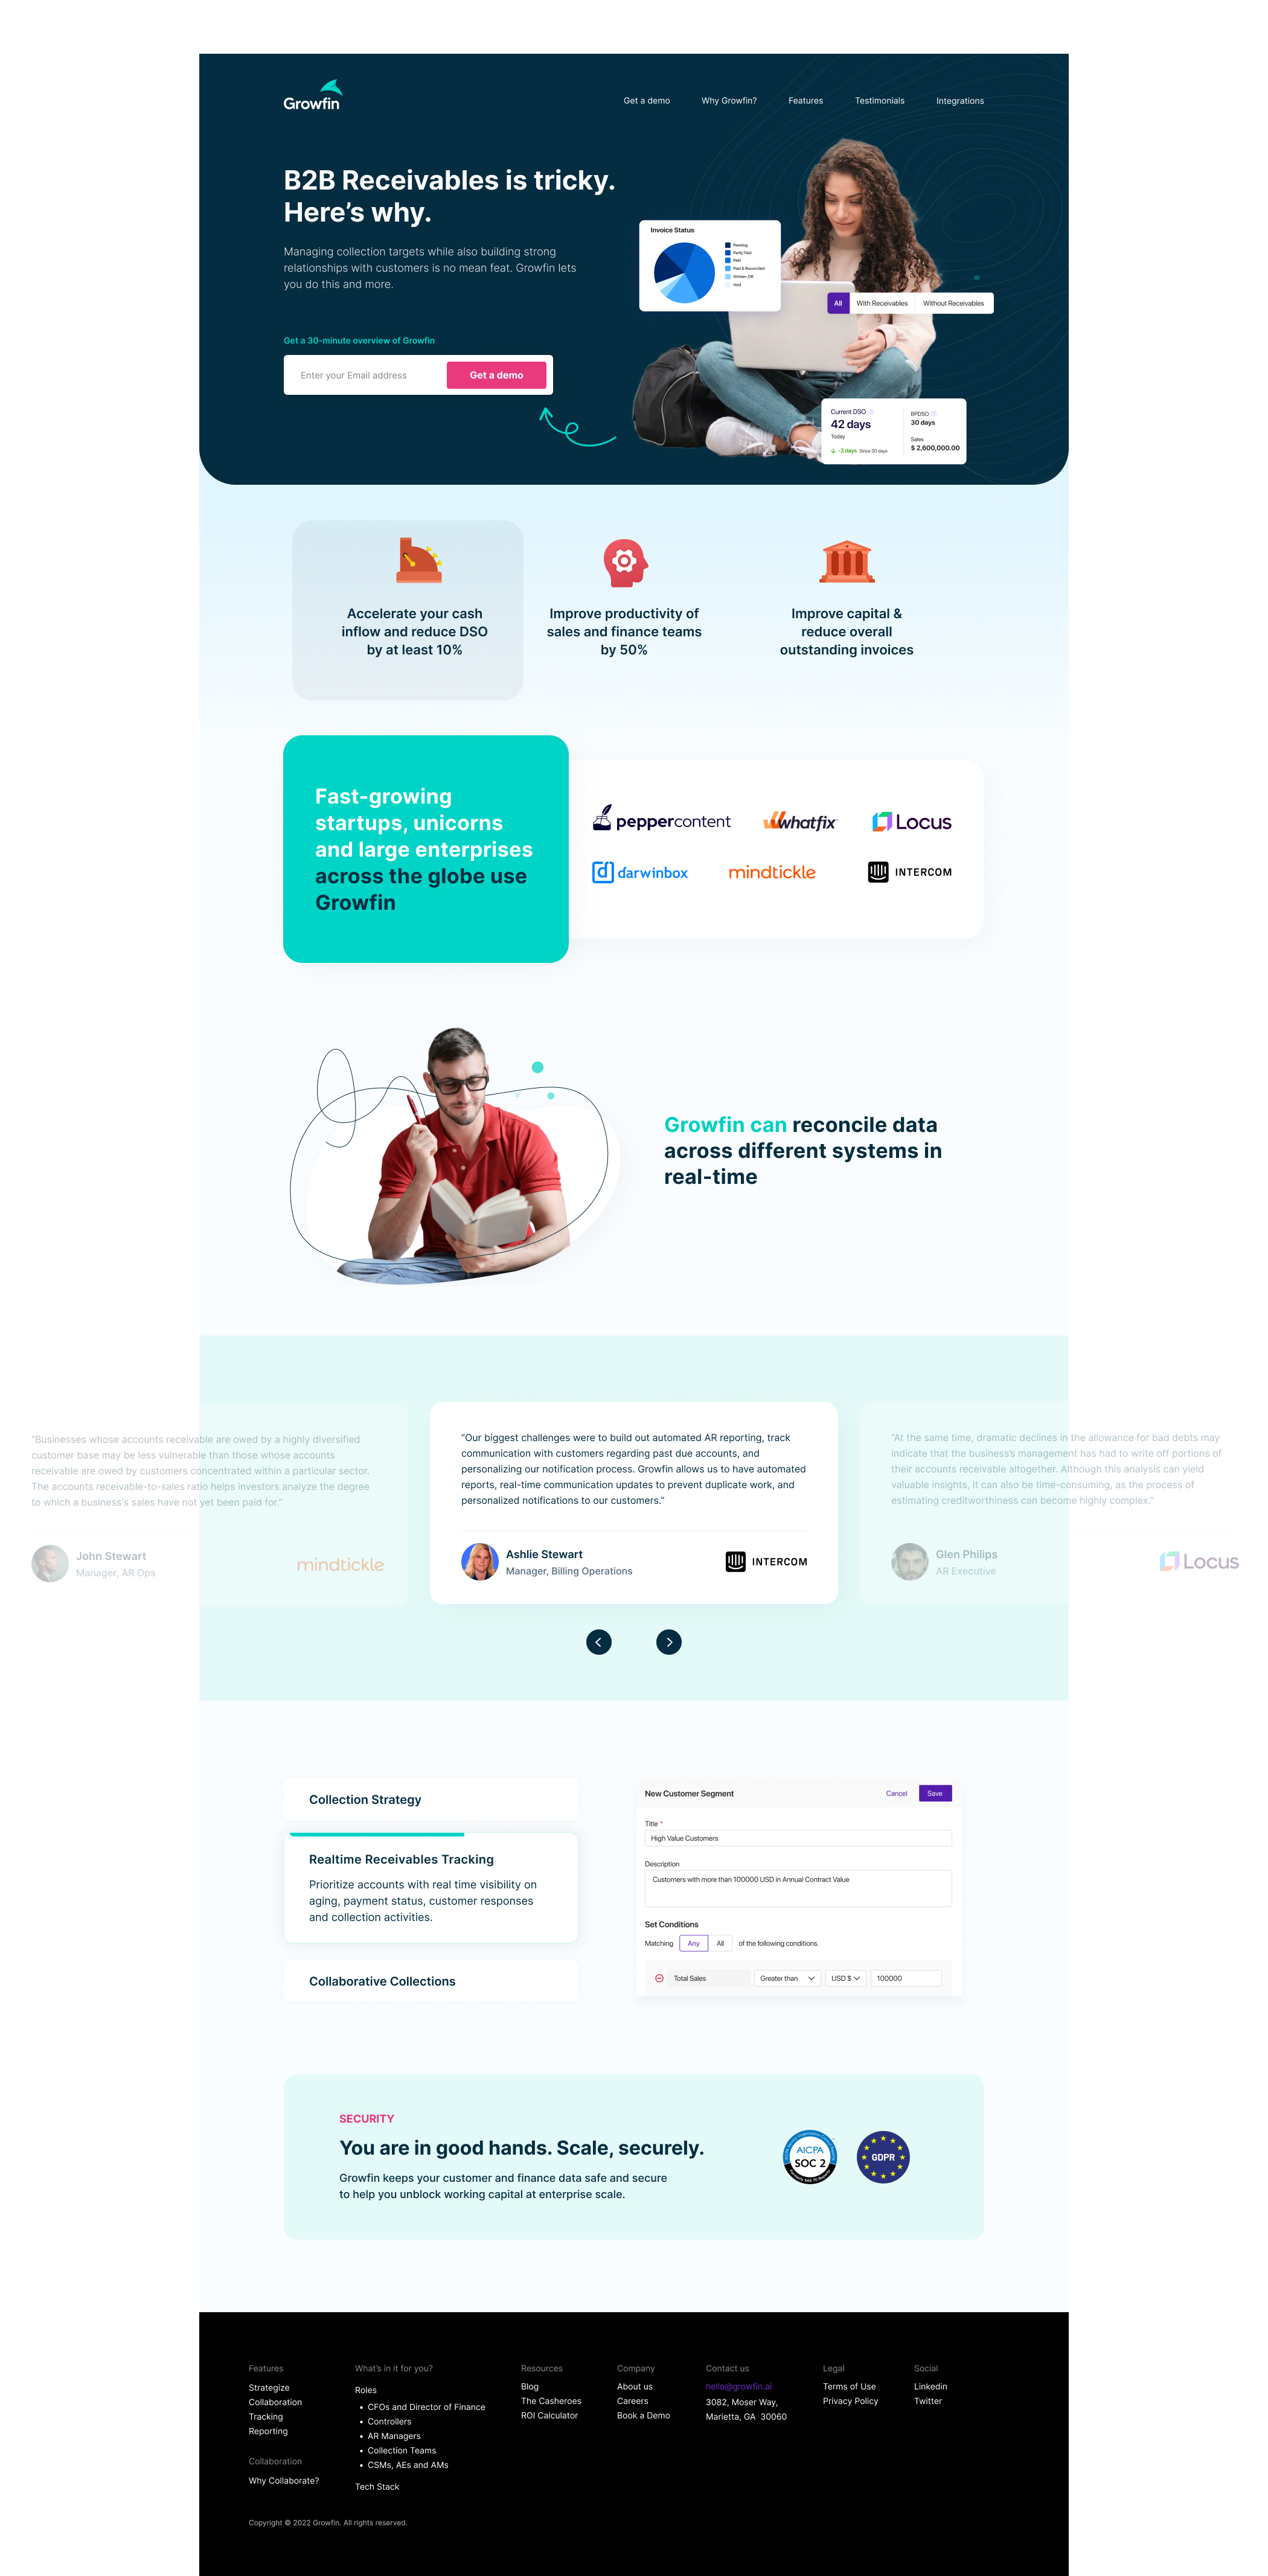 Growfin
Get a demo
Why Growfin?
Features
Testimonials
Integrations
B2B Receivables is tricky.
Here’s why.
Managing collection targets while also building strong
relationships with customers is no mean feat. Growfin lets
you do this and more.
Get a 30-minute overview of Growfin
Enter your Email address
Get a demo
Invoice Status
Pending
Partly Paid
Paid
Paid & Reconciled
Written-Off
Void
All
With Receivables
Without Receivables
Current DSO
42 days
Today
-3 days Since 30 days
BPDSO
30 days
Sales
$ 2,600,000.00
Accelerate your cash
inflow and reduce DSO
by at least 10%
Improve productivity of
sales and finance teams
by 50%
Improve capital &
reduce overall
outstanding invoices
Fast-growing
startups, unicorns
and large enterprises
across the globe use
Growfin
peppercontent
whatfix
Locus
d darwinbox
mindtickle
INTERCOM
Growfin can reconcile data
across different systems in
real-time
“Businesses whose accounts receivable are owed by a highly diversified
customer base may be less vulnerable than those whose accounts
receivable are owed by customers concentrated within a particular sector.
The accounts receivable-to-sales ratio helps investors analyze the degree
to which a business's sales have not yet been paid for.”
John Stewart
Manager, AR Ops
mindtickle
“Our biggest challenges were to build out automated AR reporting, track
communication with customers regarding past due accounts, and
personalizing our notification process. Growfin allows us to have automated
reports, real-time communication updates to prevent duplicate work, and
personalized notifications to our customers.”
Ashlie Stewart
Manager, Billing Operations
INTERCOM
“At the same time, dramatic declines in the allowance for bad debts may
indicate that the business’s management has had to write off portions of
their accounts receivable altogether. Although this analysis can yield
valuable insights, it can also be time-consuming, as the process of
estimating creditworthiness can become highly complex.”
Glen Philips
AR Executive
Locus
Collection Strategy
Realtime Receivables Tracking
Prioritize accounts with real time visibility on
aging, payment status, customer responses
and collection activities.
Collaborative Collections
New Customer Segment
Cancel
Save
Title *
High Value Customers
Description
Customers with more than 100000 USD in Annual Contract Value
Set Conditions
Matching Any All of the following conditions.
Total Sales
Greater than
USD $
100000
SECURITY
You are in good hands. Scale, securely.
Growfin keeps your customer and finance data safe and secure
to help you unblock working capital at enterprise scale.
AICPA
SOC 2
GDPR
Features
Strategize
Collaboration
Tracking
Reporting
Collaboration
Why Collaborate?
What’s in it for you?
Roles
• CFOs and Director of Finance
• Controllers
• AR Managers
• Collection Teams
• CSMs, AEs and AMs
Tech Stack
Resources
Blog
The Casheroes
ROI Calculator
Company
About us
Careers
Book a Demo
Contact us
hello@growfin.ai
3082, Moser Way,
Marietta, GA 30060
Legal
Terms of Use
Privacy Policy
Social
Linkedin
Twitter
Copyright © 2022 Growfin. All rights reserved.